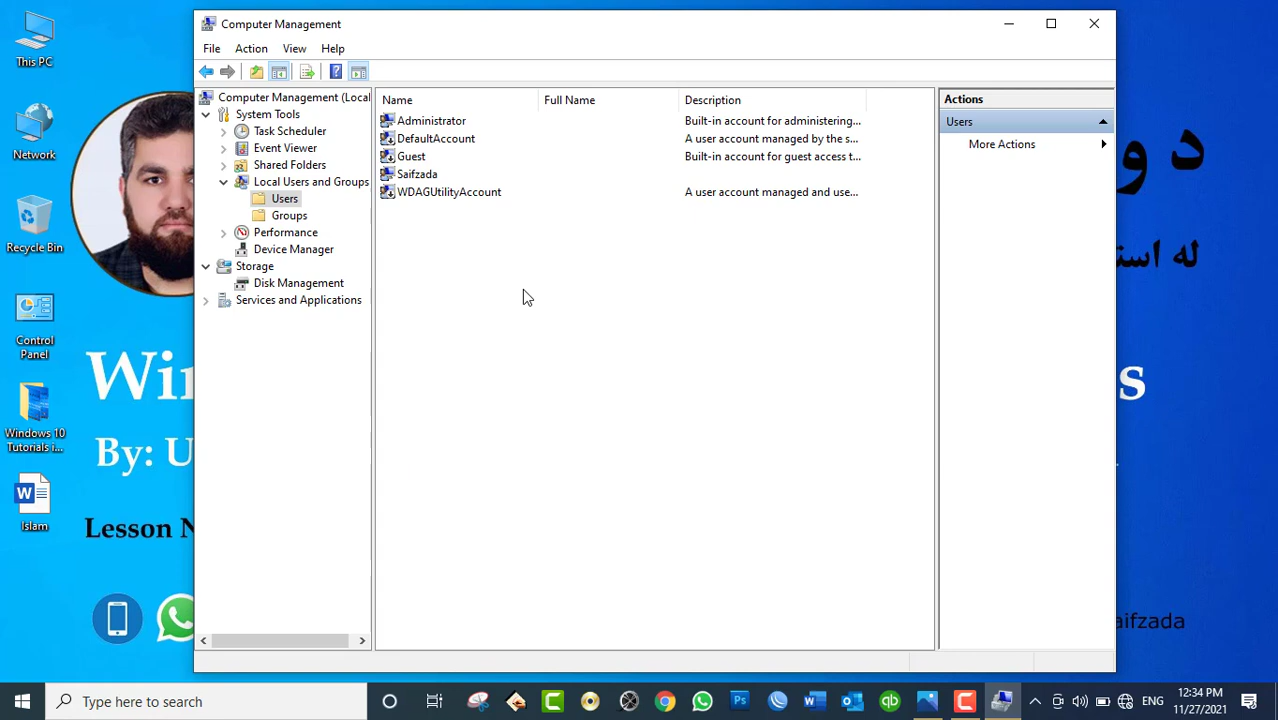 This PC
Network
Recycle Bin
Control
Panel
Windows 10
Tutorials i...
Islam
Computer Management
File Action View Help
Computer Management (Local
System Tools
Task Scheduler
Event Viewer
Shared Folders
Local Users and Groups
Users
Groups
Performance
Device Manager
Storage
Disk Management
Services and Applications
Name Full Name Description
Administrator Built-in account for administering...
DefaultAccount A user account managed by the s...
Guest Built-in account for guest access t...
Saifzada
WDAGUtilityAccount A user account managed and use...
Actions
Users
More Actions
د و
له است
Win
s
By: U
Lesson N
aifzada
Type here to search
ENG
12:34 PM
11/27/2021